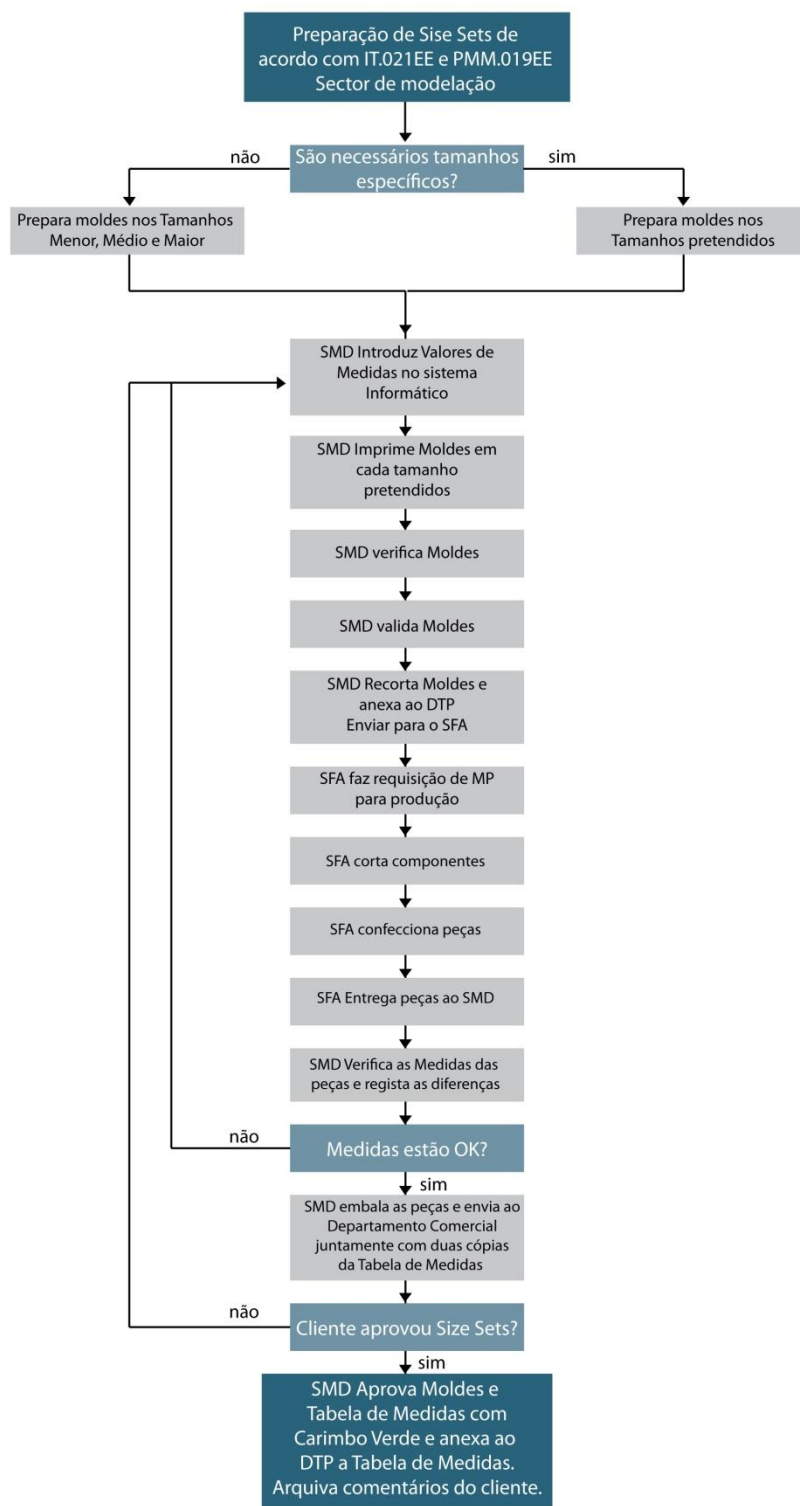 Preparação de Sise Sets de
acordo com IT.021EE e PMM.019EE
Sector de modelação
não
São necessários tamanhos
específicos?
sim
Prepara moldes nos Tamanhos
Menor, Médio e Maior
Prepara moldes nos
Tamanhos pretendidos
SMD Introduz Valores de
Medidas no sistema
Informático
SMD Imprime Moldes em
cada tamanho
pretendidos
SMD verifica Moldes
SMD valida Moldes
SMD Recorta Moldes e
anexa ao DTP
Enviar para o SFA
SFA faz requisição de MP
para produção
SFA corta componentes
SFA confecciona peças
SFA Entrega peças ao SMD
SMD Verifica as Medidas das
peças e regista as diferenças
não
Medidas estão OK?
sim
SMD embala as peças e envia ao
Departamento Comercial
juntamente com duas cópias
da Tabela de Medidas
não
Cliente aprovou Size Sets?
sim
SMD Aprova Moldes e
Tabela de Medidas com
Carimbo Verde e anexa ao
DTP a Tabela de Medidas.
Arquiva comentários do cliente.